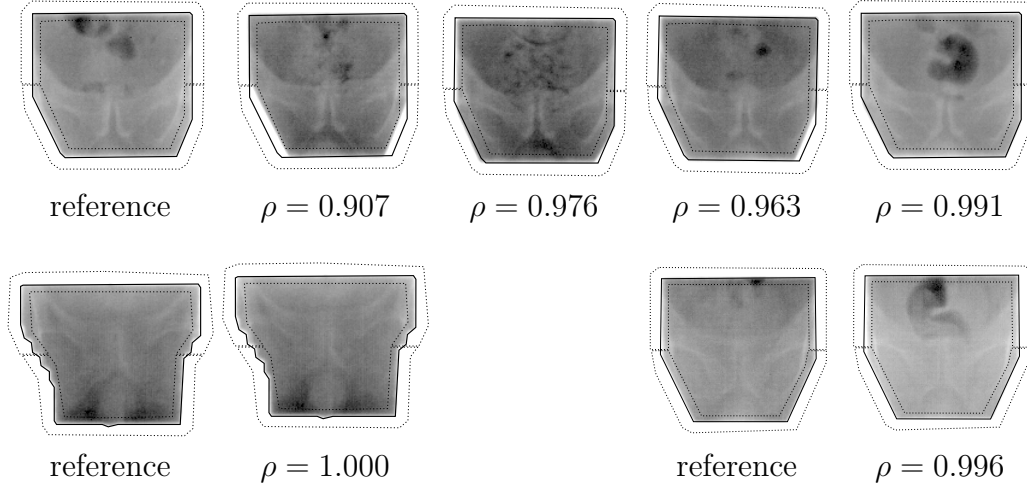 reference ρ = 0.907 ρ = 0.976 ρ = 0.963 ρ = 0.991
reference ρ = 1.000 reference ρ = 0.996